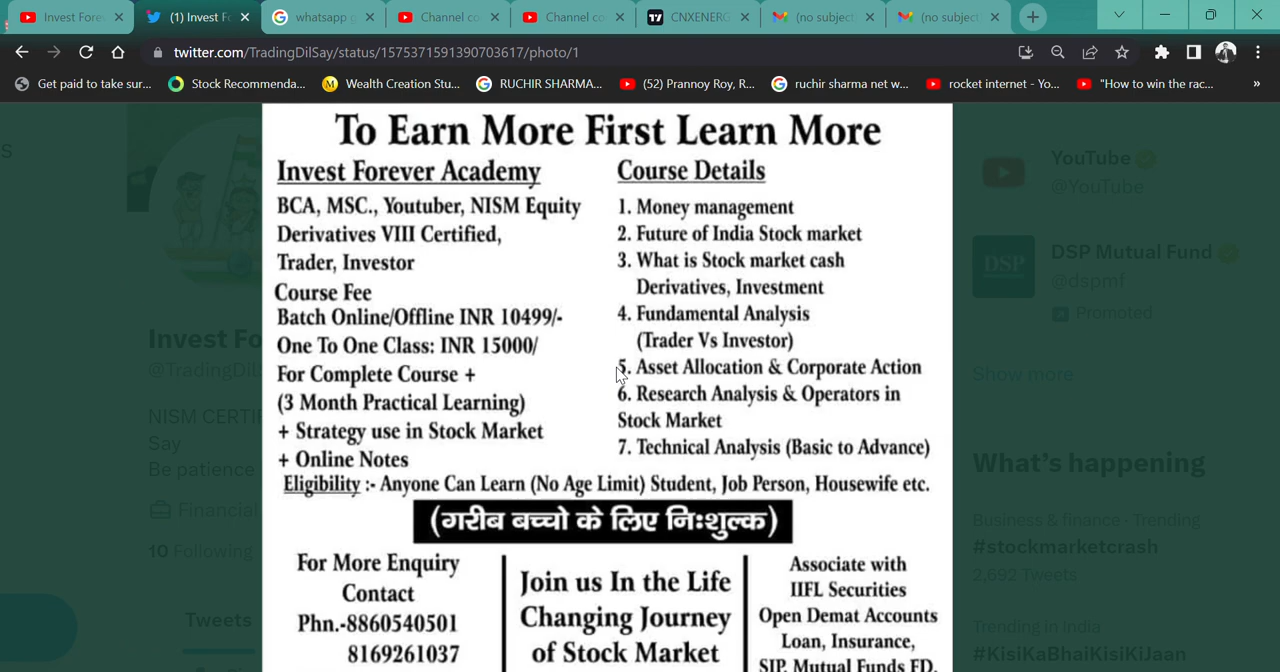 Invest Fore
(1) Invest F
whatsapp g
Channel co
Channel co
CNXENERG
(no subject
(no subject
twitter.com/TradingDilSay/status/1575371591390703617/photo/1
Get paid to take sur...
Stock Recommenda...
Wealth Creation Stu...
RUCHIR SHARMA...
(52) Prannoy Roy, R...
ruchir sharma net w...
rocket internet - Yo...
"How to win the rac...
»
To Earn More First Learn More
Invest Forever Academy
BCA, MSC., Youtuber, NISM Equity
Derivatives VIII Certified,
Trader, Investor
Course Fee
Batch Online/Offline INR 10499/-
One To One Class: INR 15000/
For Complete Course +
(3 Month Practical Learning)
+ Strategy use in Stock Market
+ Online Notes
Course Details
1. Money management
2. Future of India Stock market
3. What is Stock market cash
Derivatives, Investment
4. Fundamental Analysis
(Trader Vs Investor)
5. Asset Allocation & Corporate Action
6. Research Analysis & Operators in
Stock Market
7. Technical Analysis (Basic to Advance)
Eligibility :- Anyone Can Learn (No Age Limit) Student, Job Person, Housewife etc.
(गरीब बच्चो के लिए निःशुल्क)
For More Enquiry
Contact
Phn.-8860540501
8169261037
Join us In the Life
Changing Journey
of Stock Market
Associate with
IIFL Securities
Open Demat Accounts
Loan, Insurance,
SIP, Mutual Funds FD,
S
Invest Fo
@TradingDilS
NISM CERTIF
Say
Be patience
Financial
10 Following
Tweets
YouTube
@YouTube
DSP
DSP Mutual Fund
@dspmf
Promoted
Show more
What's happening
Business & finance · Trending
#stockmarketcrash
2,692 Tweets
Trending in India
#KisiKaBhaiKisiKiJaan